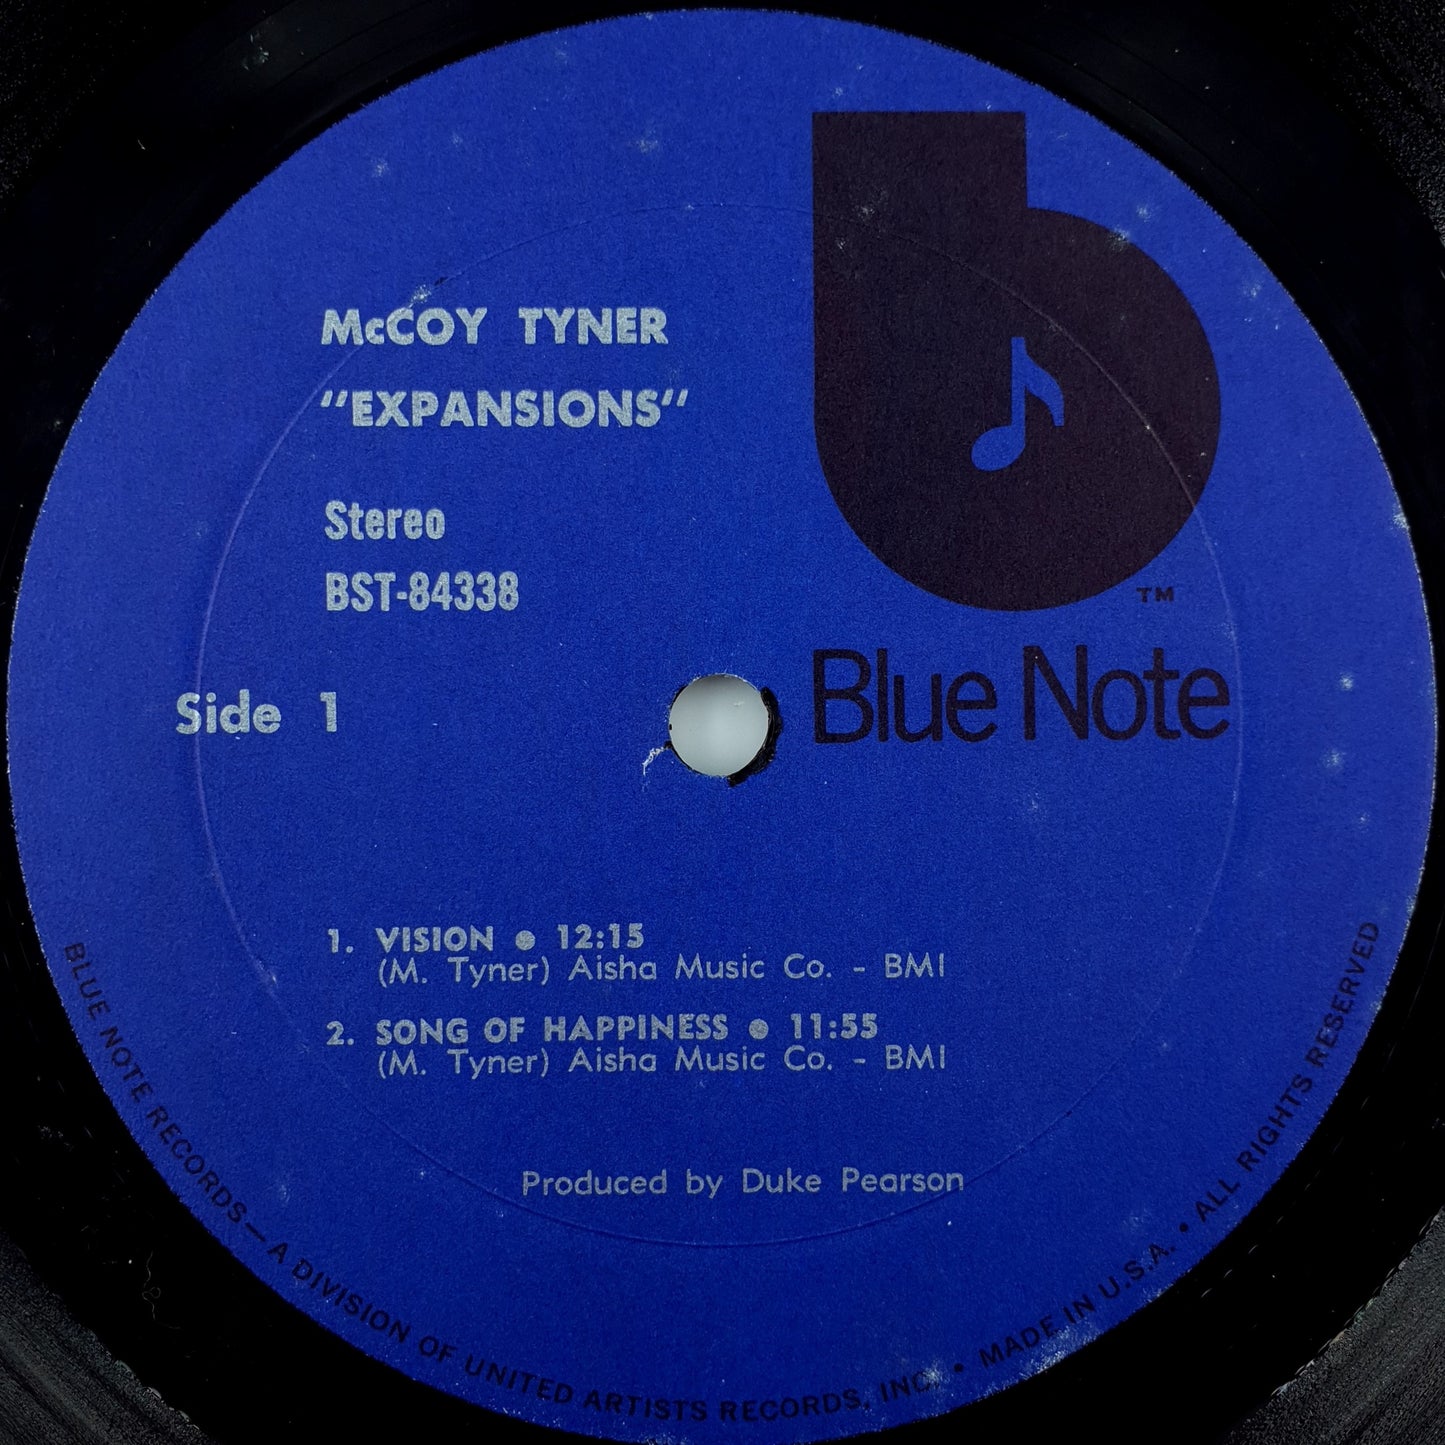 McCOY TYNER
"EXPANSIONS"
Stereo
BST-84338
TM
Blue Note
Side 1
1. VISION ● 12:15
(M. Tyner) Aisha Music Co. - BMI
2. SONG OF HAPPINESS ● 11:55
(M. Tyner) Aisha Music Co. - BMI
Produced by Duke Pearson
BLUE NOTE RECORDS—A DIVISION OF UNITED ARTISTS RECORDS, INC. • MADE IN U.S.A. • ALL RIGHTS RESERVED